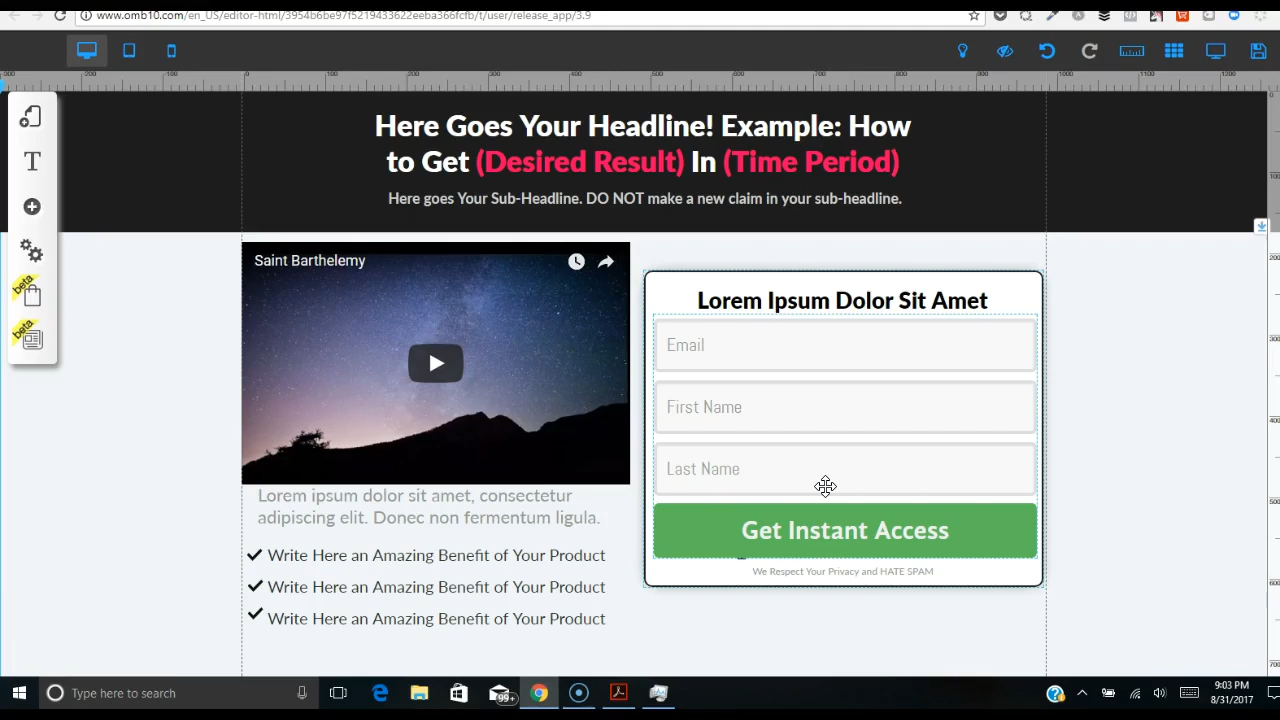 www.omb10.com/en_US/editor-html/3954b6be97f5219433622eeba366fcfb/t/user/release_app/3.9
Here Goes Your Headline! Example: How
to Get (Desired Result) In (Time Period)
Here goes Your Sub-Headline. DO NOT make a new claim in your sub-headline.
beta
beta
Saint Barthelemy
Lorem ipsum dolor sit amet, consectetur
adipiscing elit. Donec non fermentum ligula.
Write Here an Amazing Benefit of Your Product
Write Here an Amazing Benefit of Your Product
Write Here an Amazing Benefit of Your Product
Lorem Ipsum Dolor Sit Amet
Email
First Name
Last Name
Get Instant Access
We Respect Your Privacy and HATE SPAM
Type here to search
99+
9:03 PM
8/31/2017